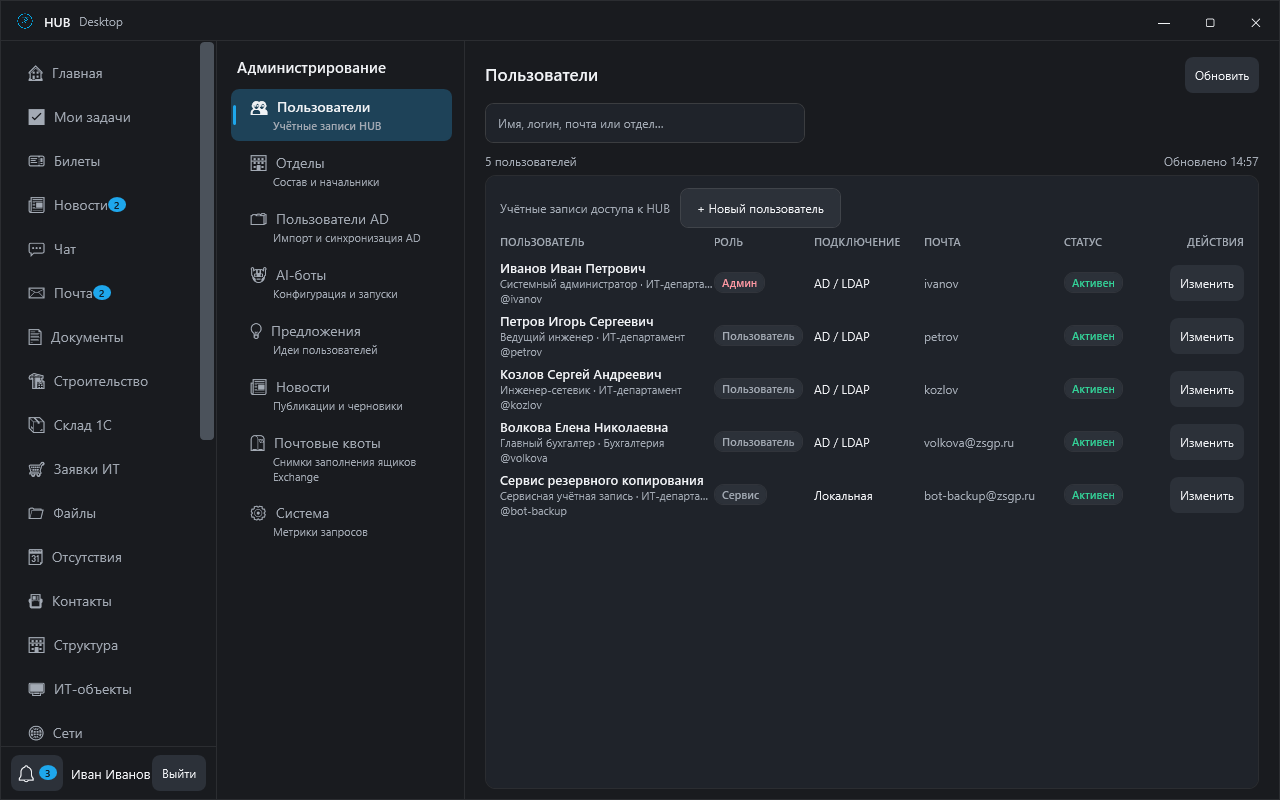 HUB Desktop
Главная
Мои задачи
Билеты
Новости 2
Чат
Почта 2
Документы
Строительство
Склад 1С
Заявки ИТ
Файлы
31 Отсутствия
Контакты
Структура
ИТ-объекты
Сети
3 Иван Иванов Выйти
Администрирование
Пользователи
Учётные записи HUB
Отделы
Состав и начальники
Пользователи AD
Импорт и синхронизация AD
AI-боты
Конфигурация и запуски
Предложения
Идеи пользователей
Новости
Публикации и черновики
Почтовые квоты
Снимки заполнения ящиков
Exchange
Система
Метрики запросов
Пользователи Обновить
Имя, логин, почта или отдел...
5 пользователей Обновлено 14:57
Учётные записи доступа к HUB + Новый пользователь
ПОЛЬЗОВАТЕЛЬ РОЛЬ ПОДКЛЮЧЕНИЕ ПОЧТА СТАТУС ДЕЙСТВИЯ
Иванов Иван Петрович
Системный администратор · ИТ-департа... Админ AD / LDAP ivanov Активен Изменить
@ivanov
Петров Игорь Сергеевич
Ведущий инженер · ИТ-департамент Пользователь AD / LDAP petrov Активен Изменить
@petrov
Козлов Сергей Андреевич
Инженер-сетевик · ИТ-департамент Пользователь AD / LDAP kozlov Активен Изменить
@kozlov
Волкова Елена Николаевна
Главный бухгалтер · Бухгалтерия Пользователь AD / LDAP volkova@zsgp.ru Активен Изменить
@volkova
Сервис резервного копирования
Сервисная учётная запись · ИТ-департа... Сервис Локальная bot-backup@zsgp.ru Активен Изменить
@bot-backup